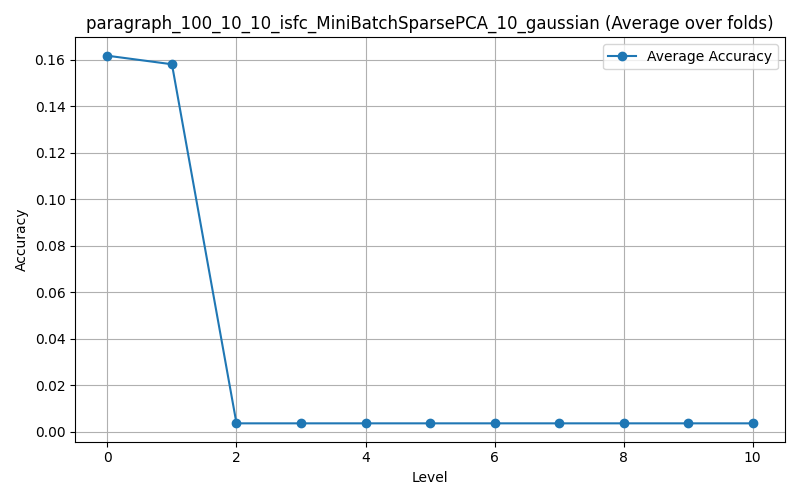 paragraph_100_10_10_isfc_MiniBatchSparsePCA_10_gaussian (Average over folds)
Average Accuracy
0.16
0.14
0.12
0.10
0.08
0.06
0.04
0.02
0.00
Accuracy
0 2 4 6 8 10
Level